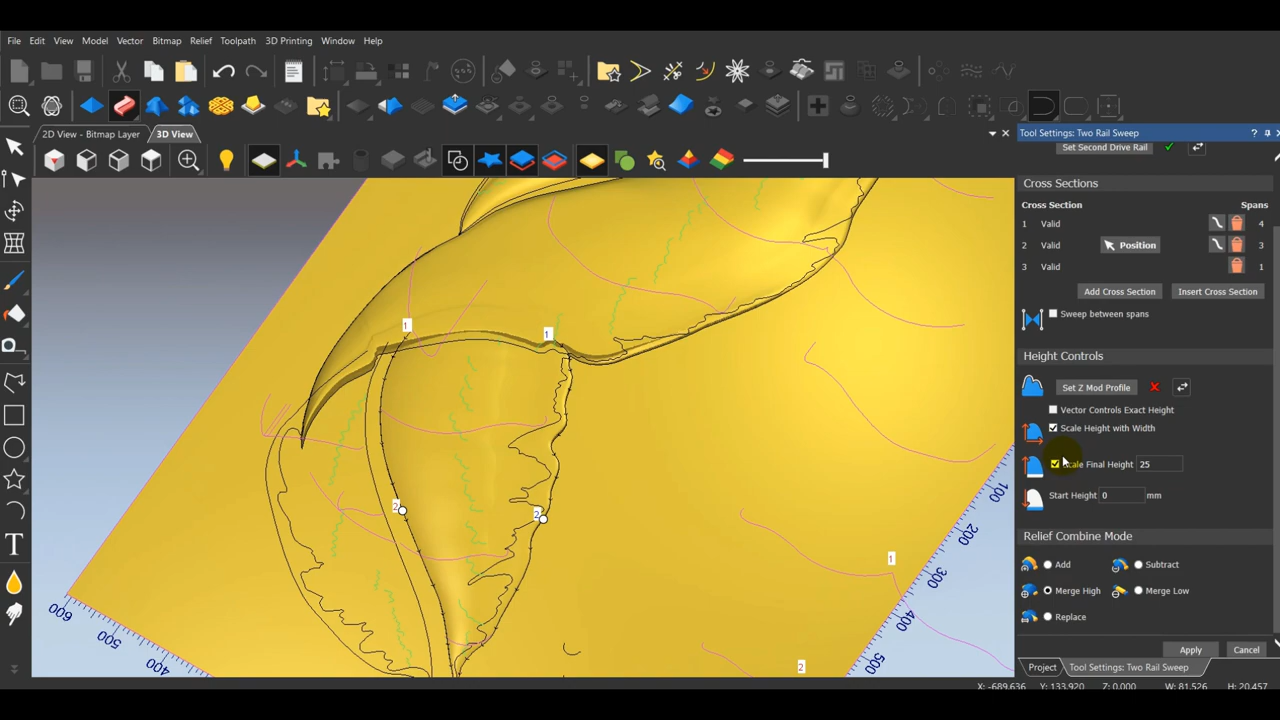 File Edit View Model Vector Bitmap Relief Toolpath 3D Printing Window Help
2D View - Bitmap Layer 3D View
Tool Settings: Two Rail Sweep ?
Set Second Drive Rail
Cross Sections
Cross Section Spans
1 Valid 4
2 Valid Position 3
3 Valid 1
Add Cross Section Insert Cross Section
Sweep between spans
Height Controls
Set Z Mod Profile
Vector Controls Exact Height
Scale Height with Width
Scale Final Height 25
Start Height 0 mm
Relief Combine Mode
Add Subtract
Merge High Merge Low
Replace
Apply Cancel
Project Tool Settings: Two Rail Sweep
1 1
2 2
1
2
100
200
300
400
500
600
500
400
T
X: -689.636 Y: 133.920 Z: 0.000 W: 81.526 H: 20.457